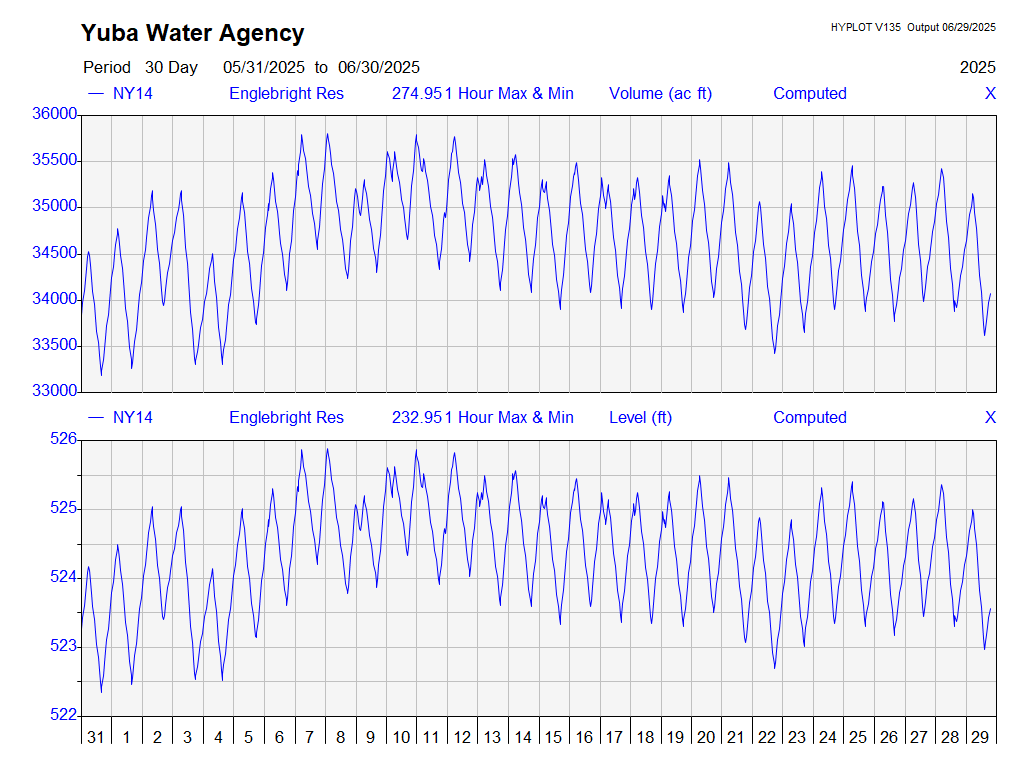 Yuba Water Agency
HYPLOT V135 Output 06/29/2025
Period 30 Day 05/31/2025 to 06/30/2025 2025
NY14 Englebright Res 274.951 Hour Max & Min Volume (ac ft) Computed X
36000
35500
35000
34500
34000
33500
33000
NY14 Englebright Res 232.951 Hour Max & Min Level (ft) Computed X
526
525
524
523
522
31 1 2 3 4 5 6 7 8 9 10 11 12 13 14 15 16 17 18 19 20 21 22 23 24 25 26 27 28 29